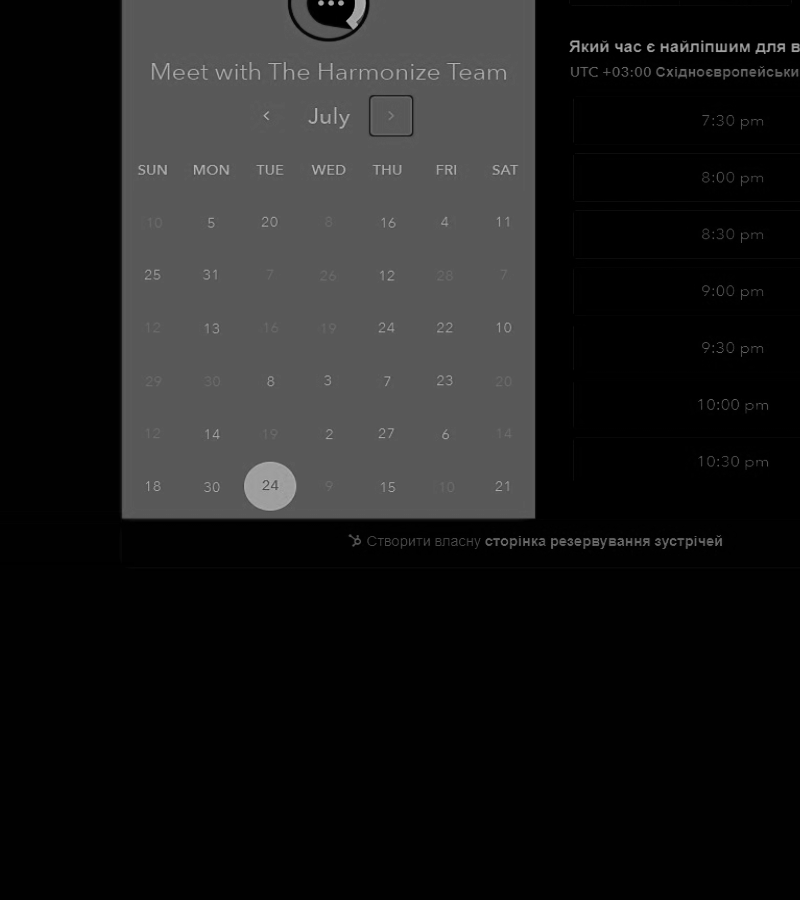 Meet with The Harmonize Team
July
SUN MON TUE WED THU FRI SAT
10 5 20 8 16 4 11
25 31 7 26 12 28 7
12 13 16 19 24 22 10
29 30 8 3 7 23 20
12 14 19 2 27 6 14
18 30 24 9 15 10 21
Який час є найліпшим для в
UTC +03:00 Східноєвропейськи
7:30 pm
8:00 pm
8:30 pm
9:00 pm
9:30 pm
10:00 pm
10:30 pm
Створити власну сторінка резервування зустрічей